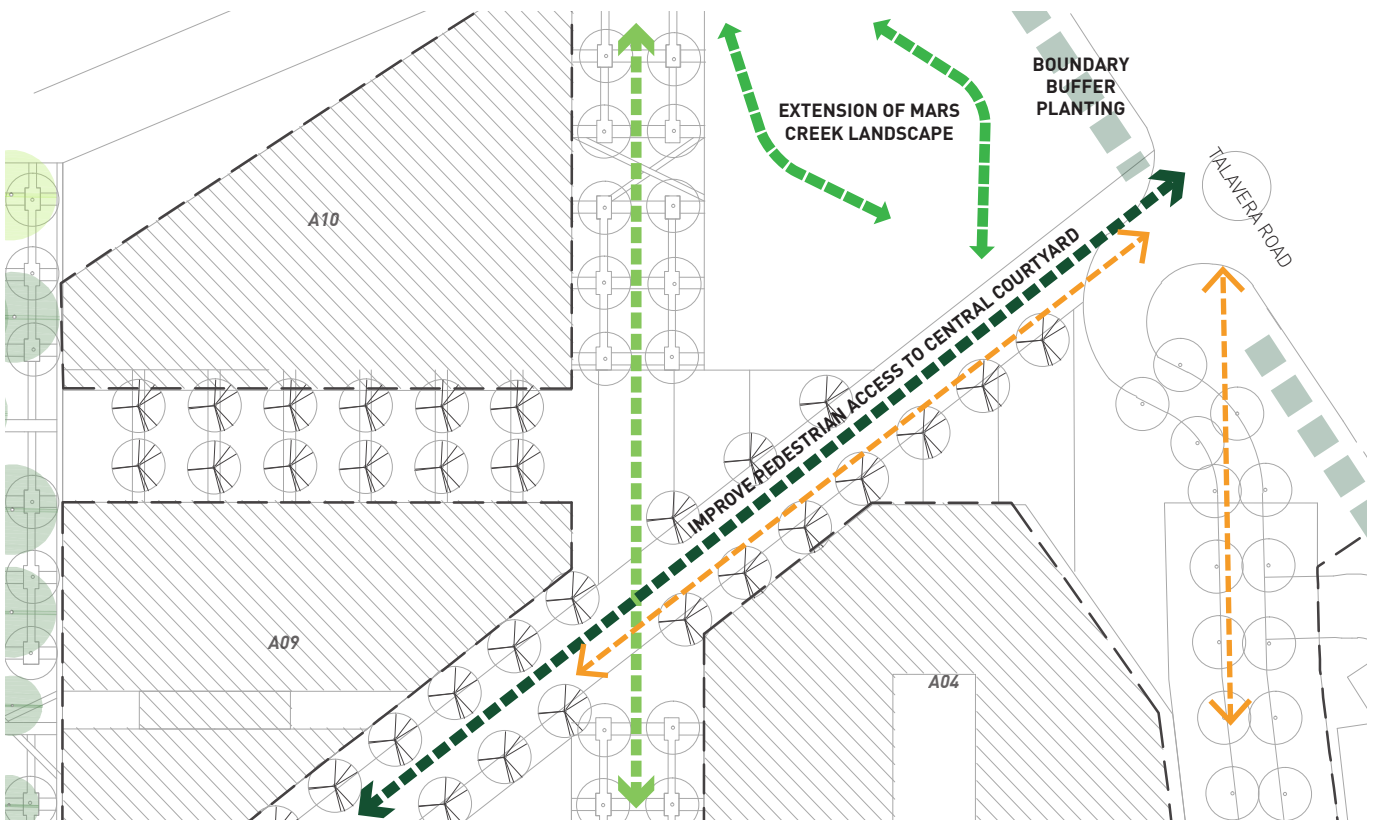 BOUNDARY
BUFFER
PLANTING
EXTENSION OF MARS
CREEK LANDSCAPE
TALAVERA ROAD
A10
IMPROVE PEDESTRIAN ACCESS TO CENTRAL COURTYARD
A09
A04